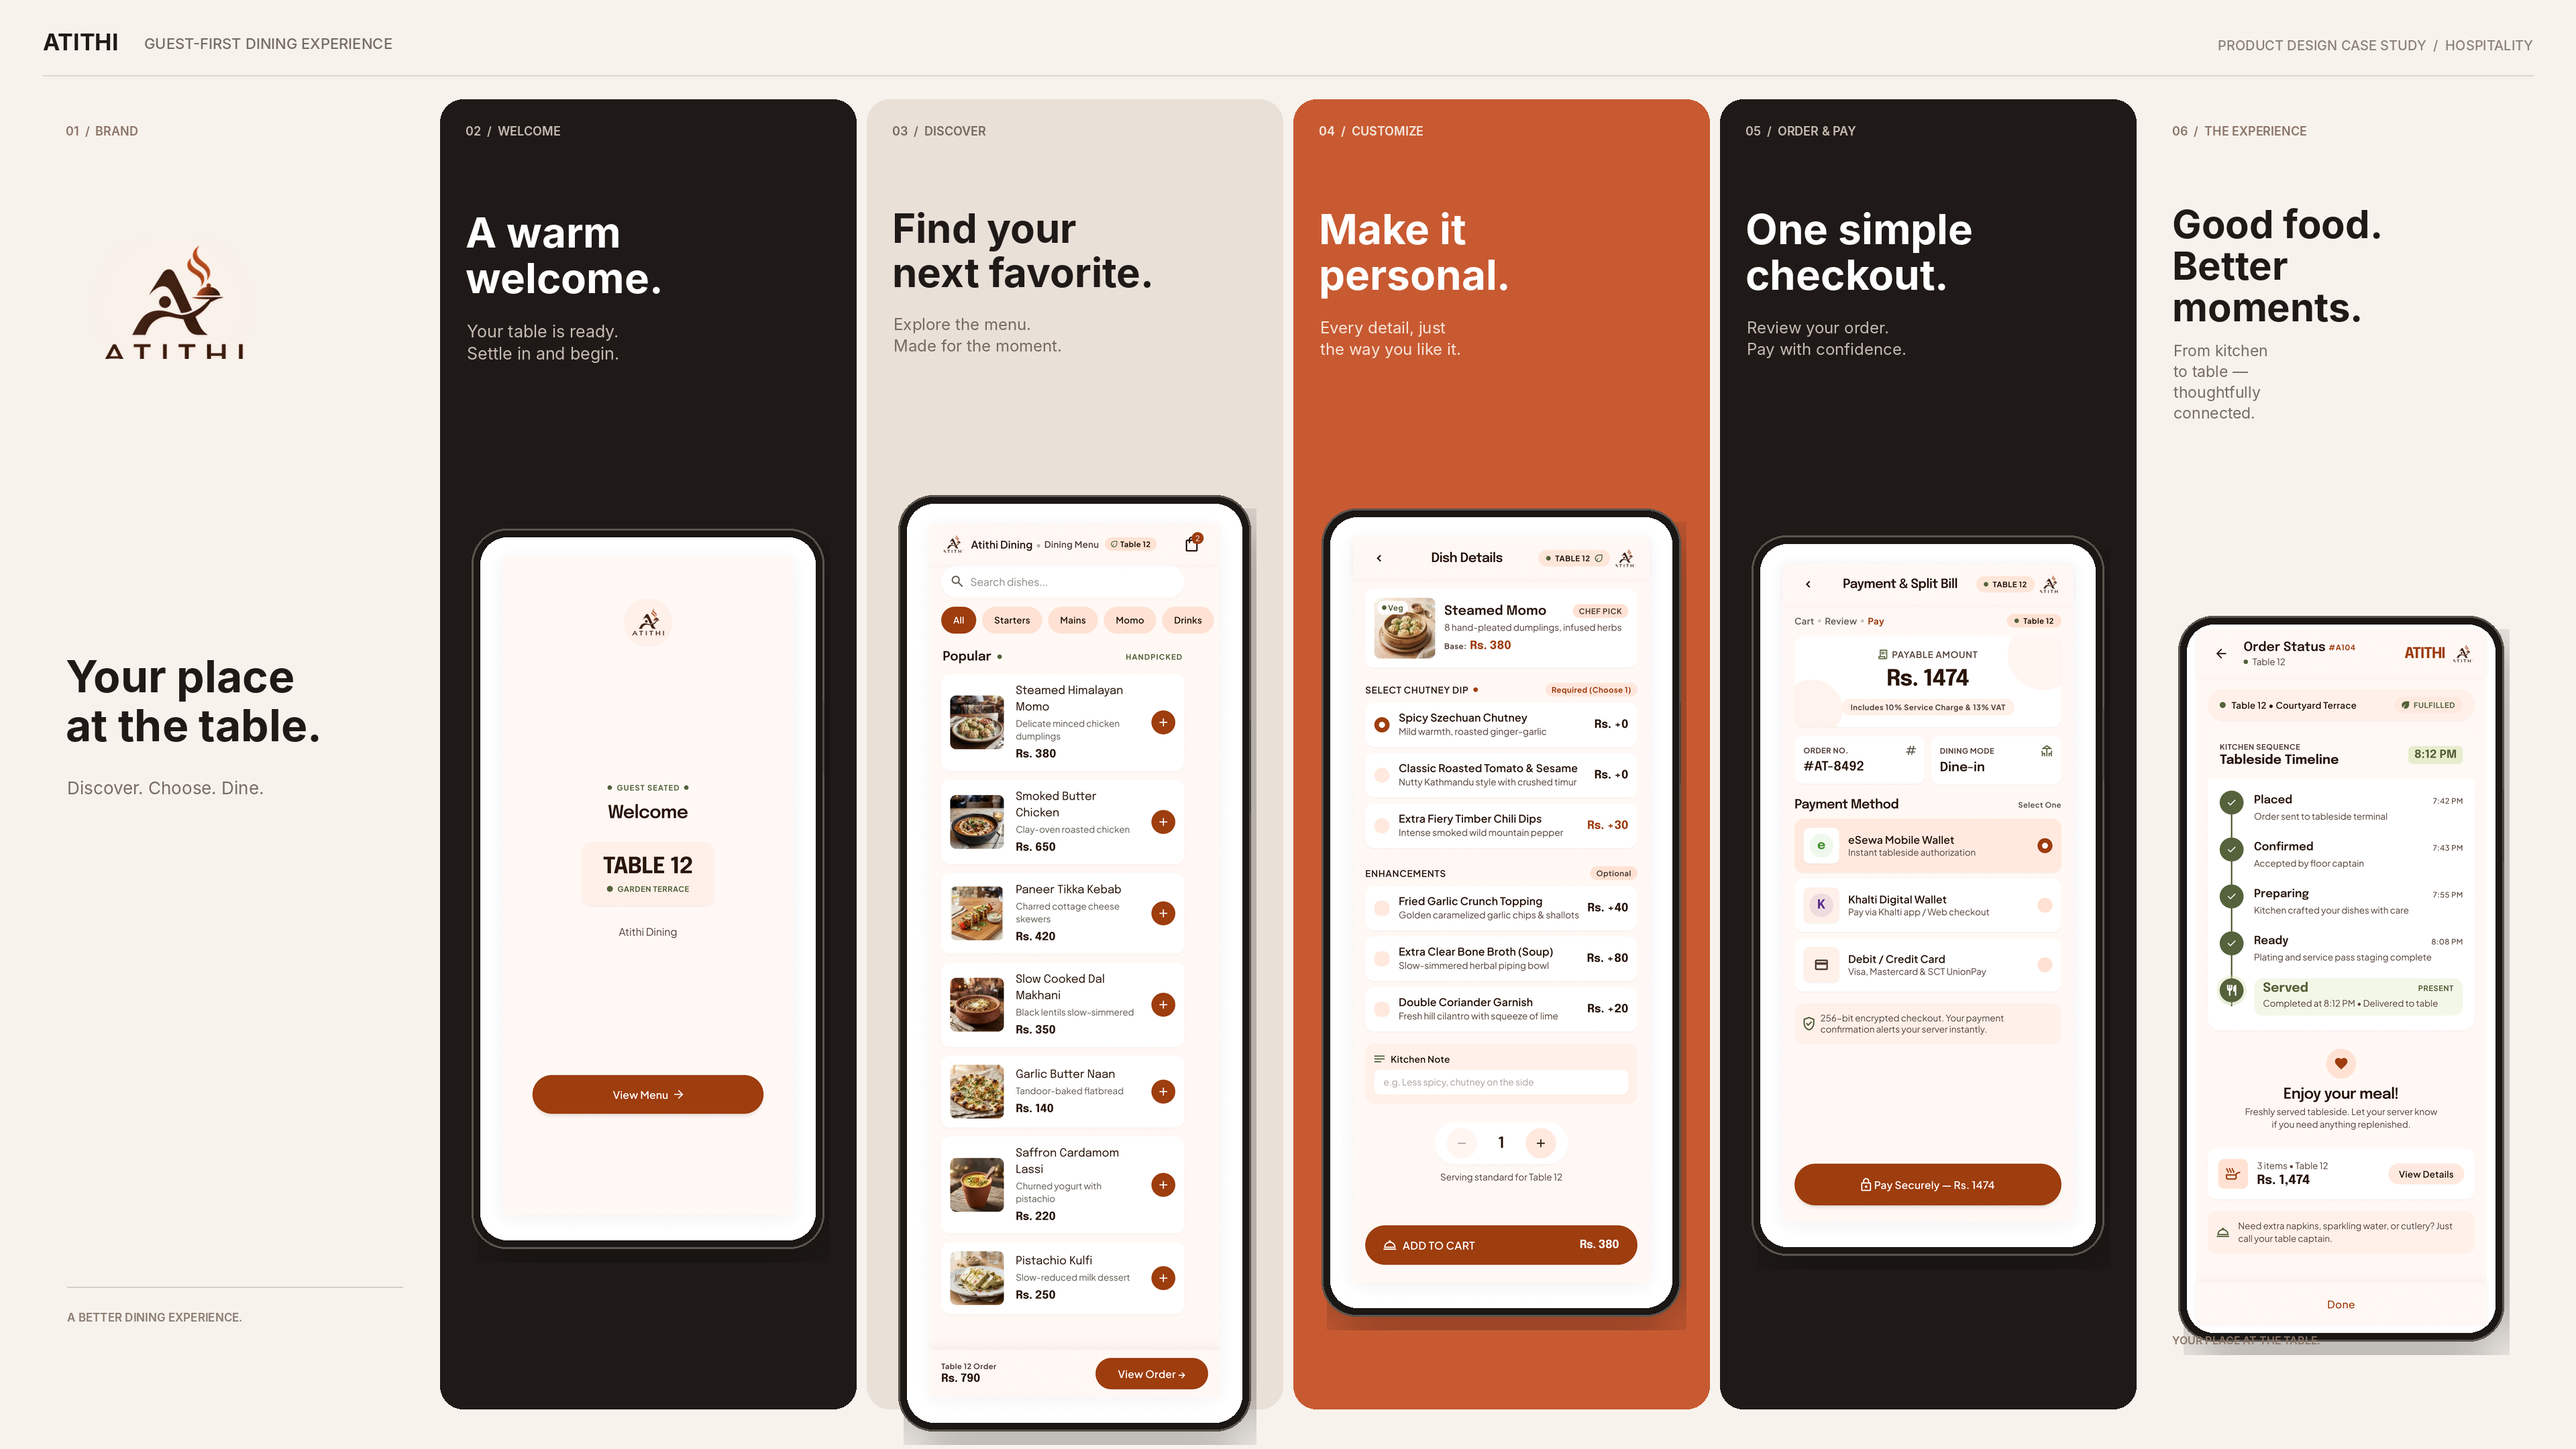 ATITHI GUEST-FIRST DINING EXPERIENCE
PRODUCT DESIGN CASE STUDY / HOSPITALITY
01 / BRAND
ATITHI
Your place
at the table.
Discover. Choose. Dine.
A BETTER DINING EXPERIENCE.
02 / WELCOME
A warm
welcome.
Your table is ready.
Settle in and begin.
ATITHI
GUEST SEATED
Welcome
TABLE 12
GARDEN TERRACE
Atithi Dining
View Menu →
03 / DISCOVER
Find your
next favorite.
Explore the menu.
Made for the moment.
ATITHI
Atithi Dining • Dining Menu Table 12 2
Search dishes...
All Starters Mains Momo Drinks
Popular • HANDPICKED
Steamed Himalayan
Momo
Delicate minced chicken
dumplings
Rs. 380
Smoked Butter
Chicken
Clay-oven roasted chicken
Rs. 650
Paneer Tikka Kebab
Charred cottage cheese
skewers
Rs. 420
Slow Cooked Dal
Makhani
Black lentils slow-simmered
Rs. 350
Garlic Butter Naan
Tandoor-baked flatbread
Rs. 140
Saffron Cardamom
Lassi
Churned yogurt with
pistachio
Rs. 220
Pistachio Kulfi
Slow-reduced milk dessert
Rs. 250
Table 12 Order
Rs. 790
View Order →
04 / CUSTOMIZE
Make it
personal.
Every detail, just
the way you like it.
Dish Details • TABLE 12 ATITHI
Veg
Steamed Momo CHEF PICK
8 hand-pleated dumplings, infused herbs
Base: Rs. 380
SELECT CHUTNEY DIP • Required (Choose 1)
Spicy Szechuan Chutney Rs. +0
Mild warmth, roasted ginger-garlic
Classic Roasted Tomato & Sesame Rs. +0
Nutty Kathmandu style with crushed timur
Extra Fiery Timber Chili Dips Rs. +30
Intense smoked wild mountain pepper
ENHANCEMENTS Optional
Fried Garlic Crunch Topping Rs. +40
Golden caramelized garlic chips & shallots
Extra Clear Bone Broth (Soup) Rs. +80
Slow-simmered herbal piping bowl
Double Coriander Garnish Rs. +20
Fresh hill cilantro with squeeze of lime
Kitchen Note
e.g. Less spicy, chutney on the side
− 1 +
Serving standard for Table 12
ADD TO CART Rs. 380
05 / ORDER & PAY
One simple
checkout.
Review your order.
Pay with confidence.
Payment & Split Bill • TABLE 12 ATITHI
Cart • Review • Pay • Table 12
PAYABLE AMOUNT
Rs. 1474
Includes 10% Service Charge & 13% VAT
ORDER NO. #
#AT-8492
DINING MODE
Dine-in
Payment Method Select One
e
eSewa Mobile Wallet
Instant tableside authorization
K
Khalti Digital Wallet
Pay via Khalti app / Web checkout
Debit / Credit Card
Visa, Mastercard & SCT UnionPay
256-bit encrypted checkout. Your payment
confirmation alerts your server instantly.
Pay Securely — Rs. 1474
06 / THE EXPERIENCE
Good food.
Better
moments.
From kitchen
to table —
thoughtfully
connected.
Order Status #A104 ATITHI ATITHI
• Table 12
• Table 12 • Courtyard Terrace FULFILLED
KITCHEN SEQUENCE
Tableside Timeline 8:12 PM
Placed 7:42 PM
Order sent to tableside terminal
Confirmed 7:43 PM
Accepted by floor captain
Preparing 7:55 PM
Kitchen crafted your dishes with care
Ready 8:08 PM
Plating and service pass staging complete
Served PRESENT
Completed at 8:12 PM • Delivered to table
Enjoy your meal!
Freshly served tableside. Let your server know
if you need anything replenished.
3 items • Table 12
Rs. 1,474
View Details
Need extra napkins, sparkling water, or cutlery? Just
call your table captain.
Done
YOUR PLACE AT THE TABLE.